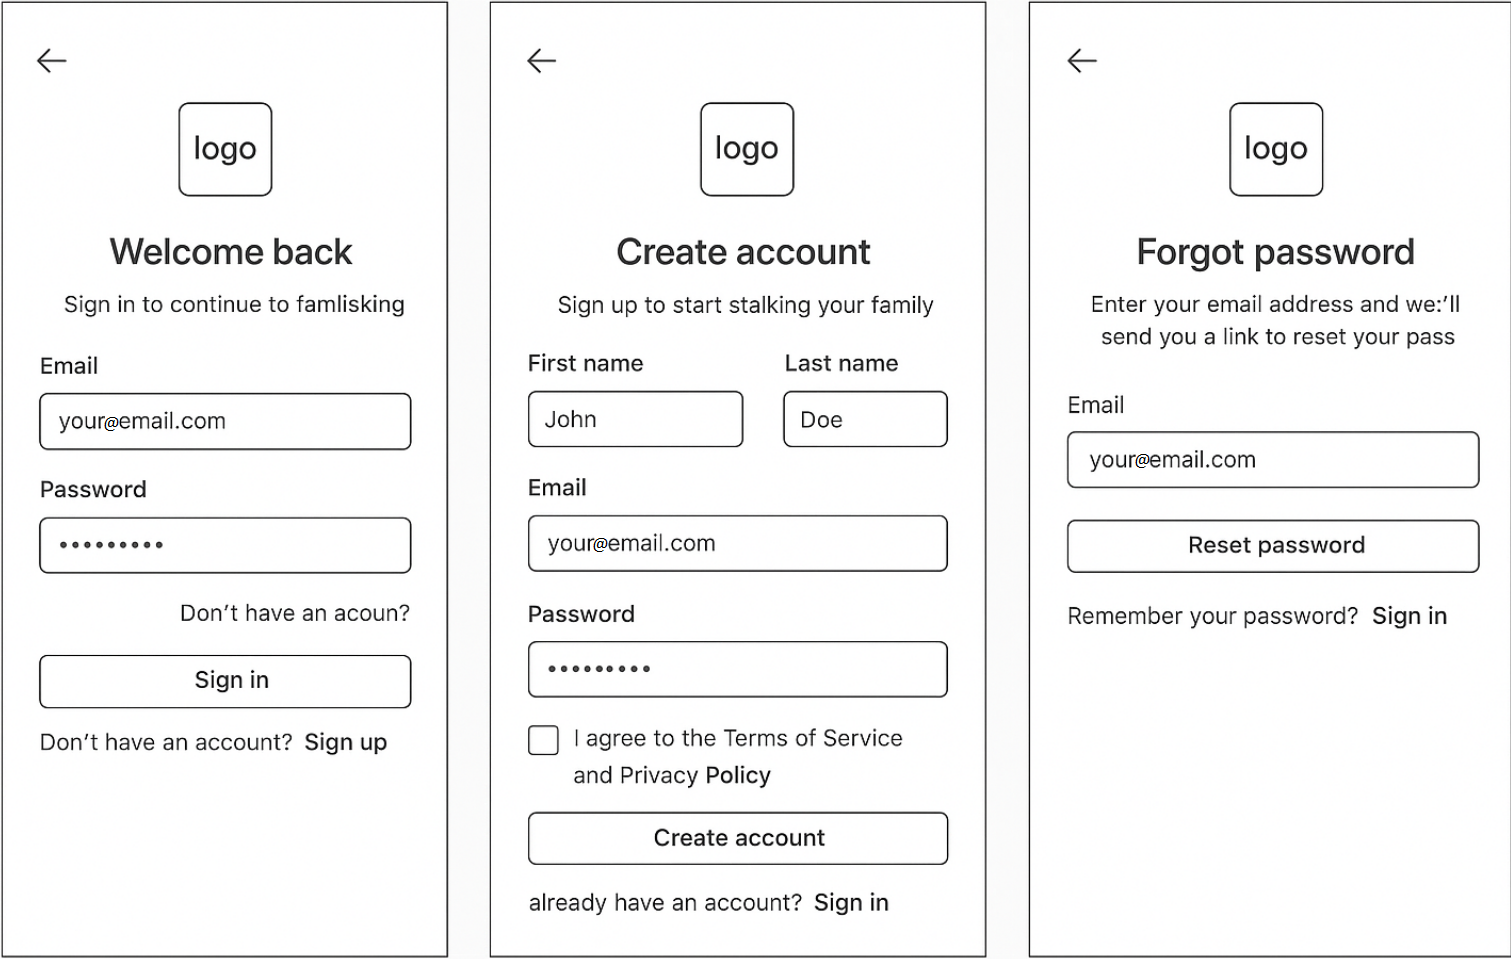 logo
Welcome back
Sign in to continue to famlisking
Email
your@email.com
Password
•••••••••
Don't have an acoun?
Sign in
Don't have an account? Sign up
logo
Create account
Sign up to start stalking your family
First name Last name
John Doe
Email
your@email.com
Password
•••••••••
I agree to the Terms of Service
and Privacy Policy
Create account
already have an account? Sign in
logo
Forgot password
Enter your email address and we:'ll
send you a link to reset your pass
Email
your@email.com
Reset password
Remember your password? Sign in